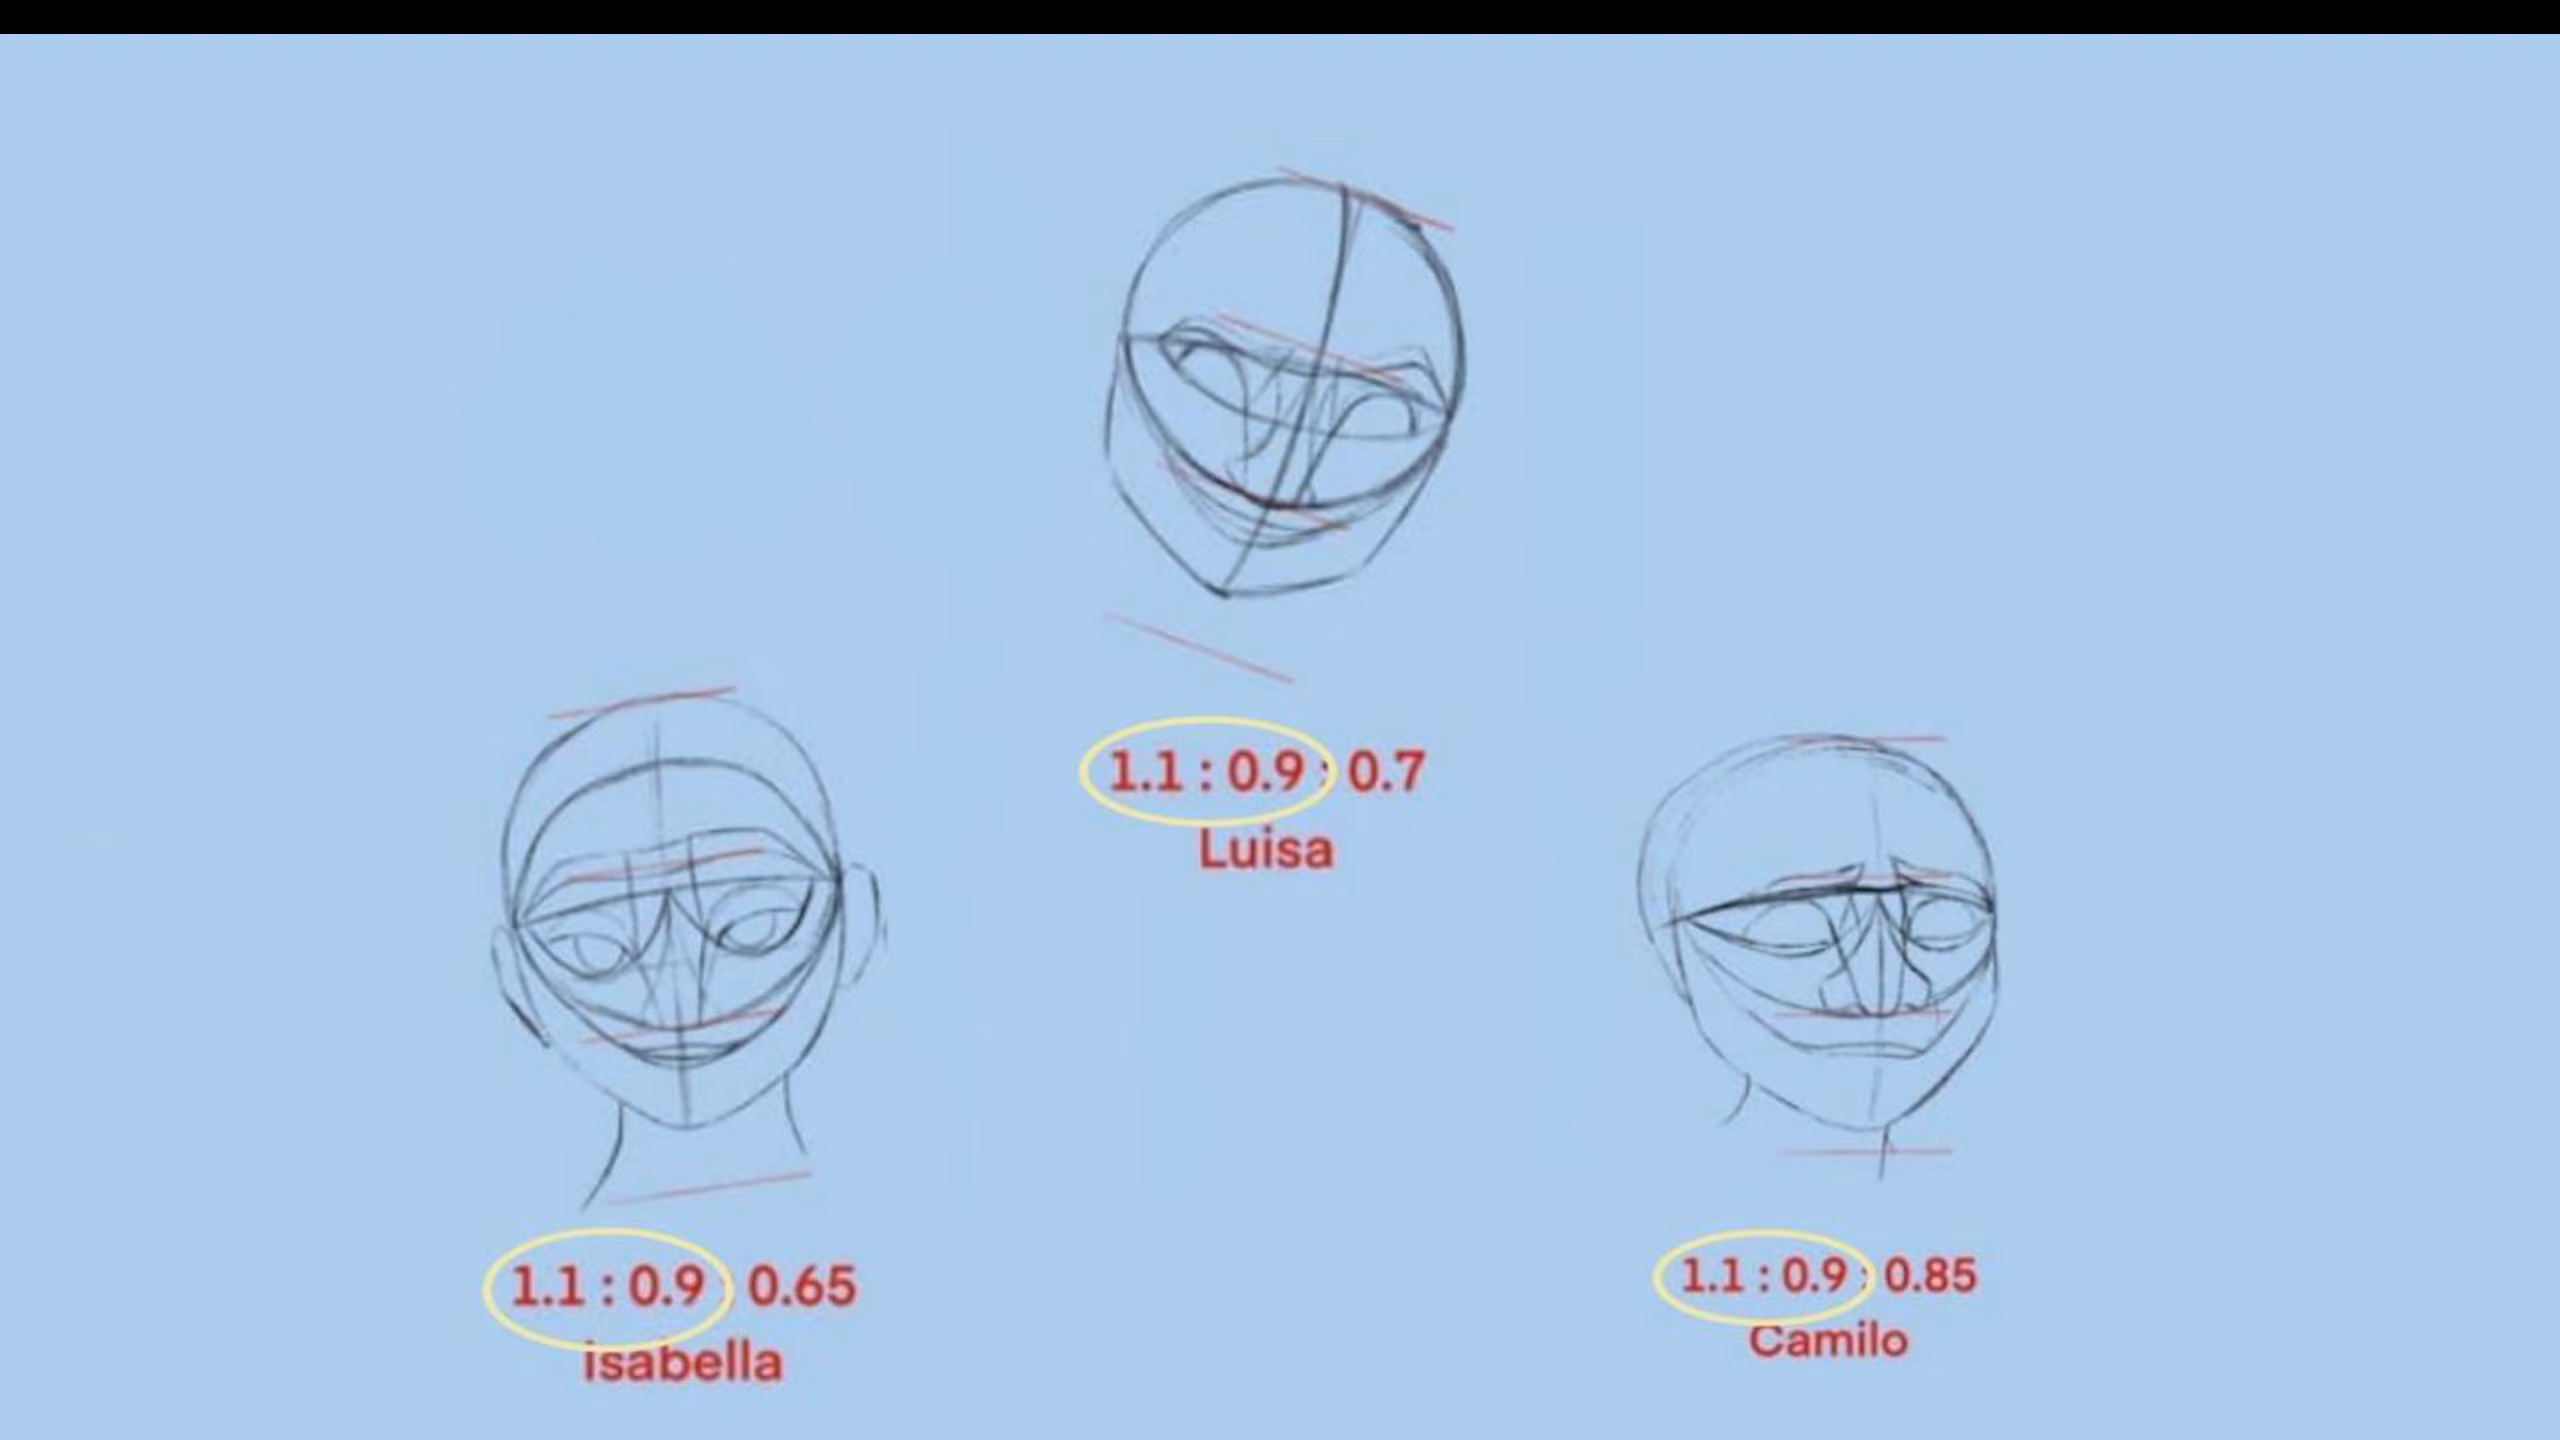 1.1 : 0.9 : 0.7
Luisa
1.1 : 0.9 : 0.65
Isabella
1.1 : 0.9 : 0.85
Camilo